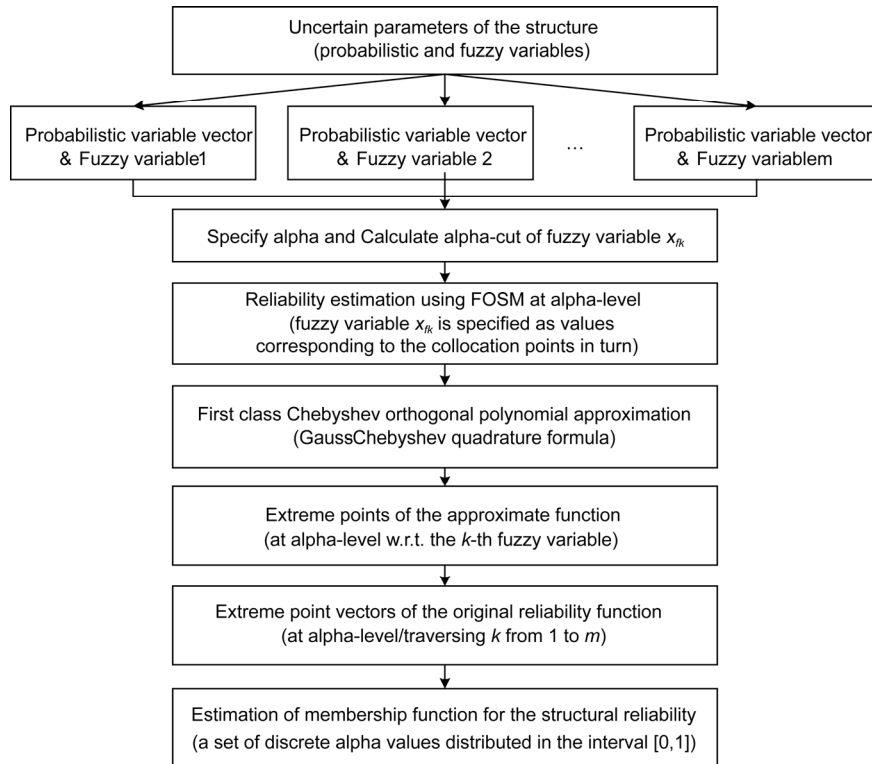 Uncertain parameters of the structure
(probabilistic and fuzzy variables)
Probabilistic variable vector
& Fuzzy variable1
Probabilistic variable vector
& Fuzzy variable 2
...
Probabilistic variable vector
& Fuzzy variablem
Specify alpha and Calculate alpha-cut of fuzzy variable x_fk
Reliability estimation using FOSM at alpha-level
(fuzzy variable x_fk is specified as values
corresponding to the collocation points in turn)
First class Chebyshev orthogonal polynomial approximation
(GaussChebyshev quadrature formula)
Extreme points of the approximate function
(at alpha-level w.r.t. the k-th fuzzy variable)
Extreme point vectors of the original reliability function
(at alpha-level/traversing k from 1 to m)
Estimation of membership function for the structural reliability
(a set of discrete alpha values distributed in the interval [0,1])